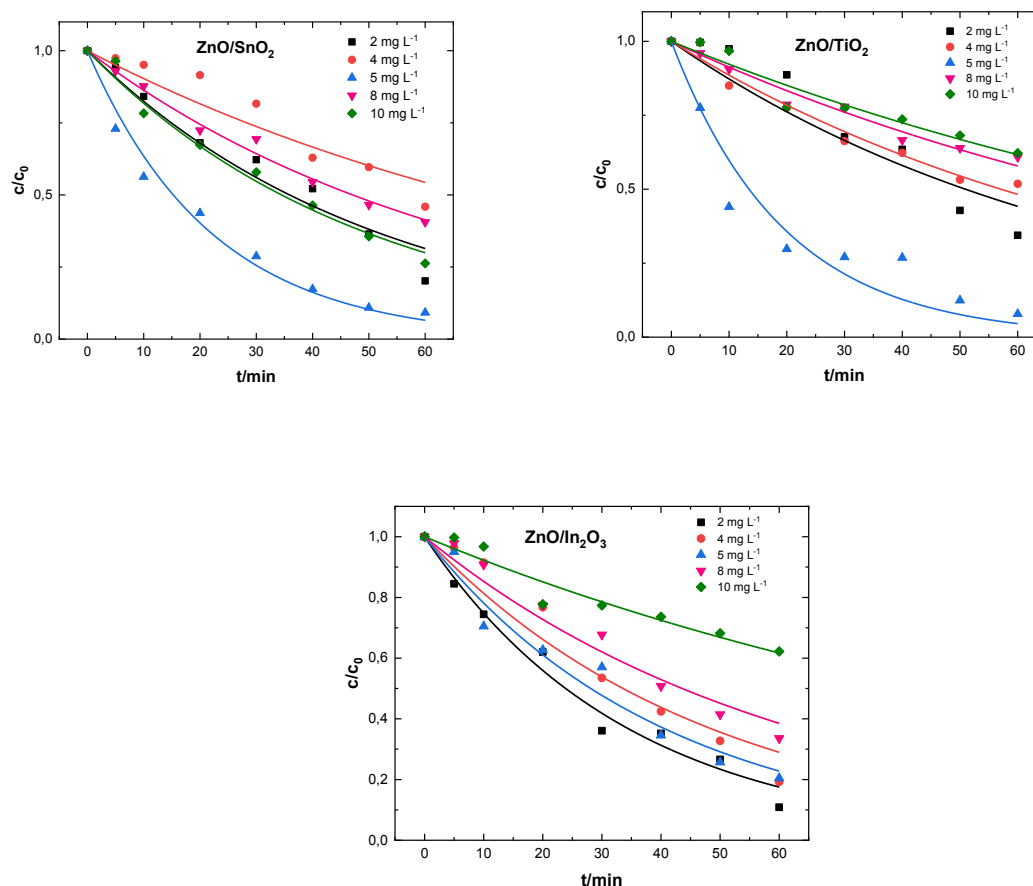 ZnO/SnO₂
2 mg L⁻¹
4 mg L⁻¹
5 mg L⁻¹
8 mg L⁻¹
10 mg L⁻¹
1,0
0,5
0,0
c/c₀
0 10 20 30 40 50 60
t/min
ZnO/TiO₂
2 mg L⁻¹
4 mg L⁻¹
5 mg L⁻¹
8 mg L⁻¹
10 mg L⁻¹
1,0
0,5
0,0
c/c₀
0 10 20 30 40 50 60
t/min
ZnO/In₂O₃
2 mg L⁻¹
4 mg L⁻¹
5 mg L⁻¹
8 mg L⁻¹
10 mg L⁻¹
1,0
0,8
0,6
0,4
0,2
0,0
c/c₀
0 10 20 30 40 50 60
t/min